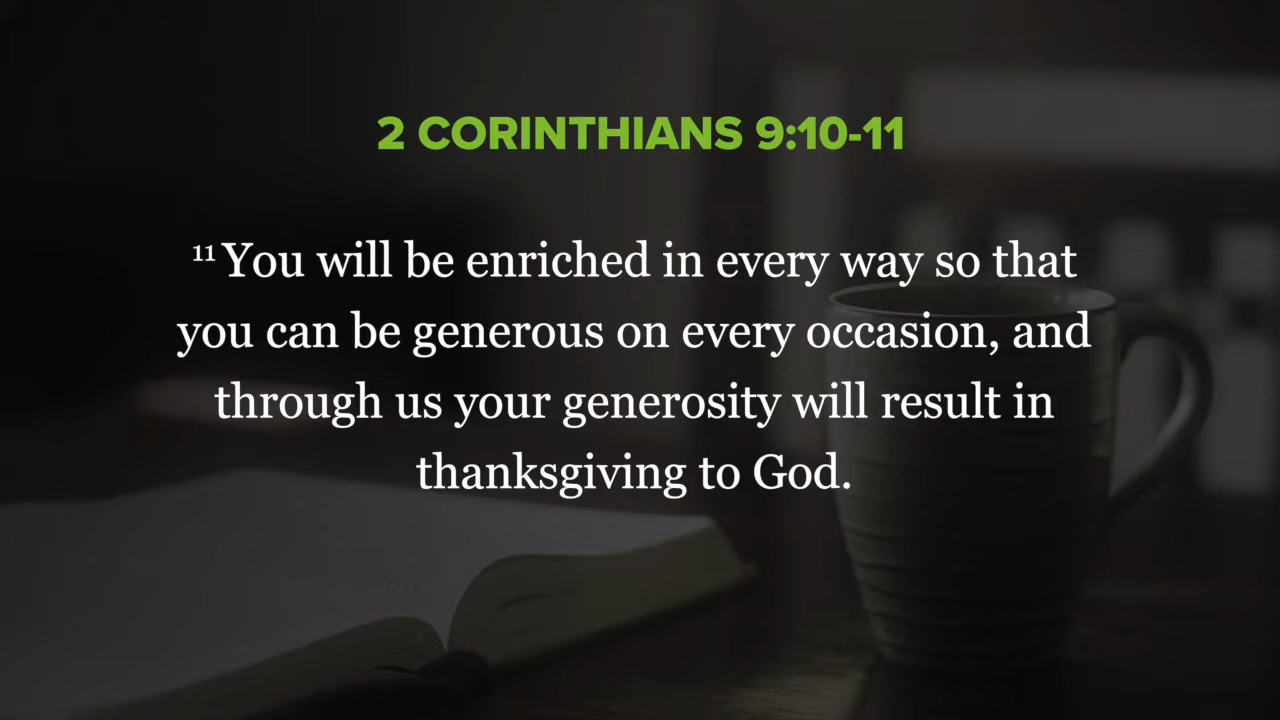 2 CORINTHIANS 9:10-11
11 You will be enriched in every way so that
you can be generous on every occasion, and
through us your generosity will result in
thanksgiving to God.